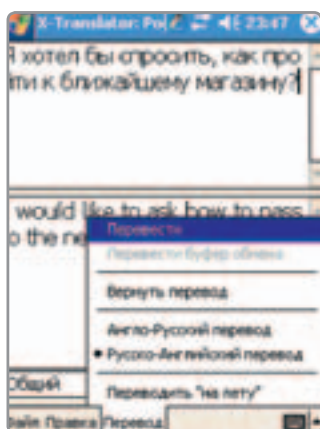 X-Translator: Po 23:47
Я хотел бы спросить, как про
йти к ближайшему магазину?
would like to ask how to pass
o the ne
Перевести
Перевести буфер обмена
Вернуть перевод
Англо-Русский перевод
• Русско-Английский перевод
Переводить "на лету"
Общий
Файл Правка Перевод